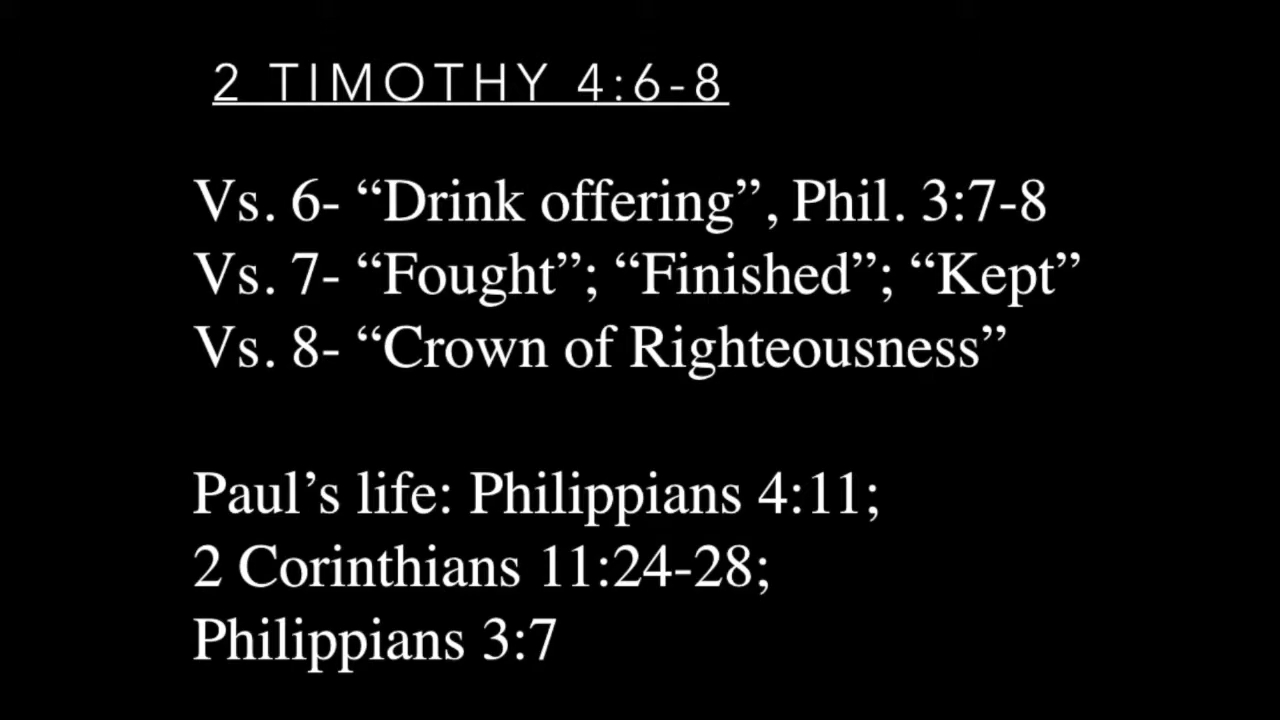 2 TIMOTHY 4:6-8
Vs. 6- “Drink offering”, Phil. 3:7-8
Vs. 7- “Fought”; “Finished”; “Kept”
Vs. 8- “Crown of Righteousness”
Paul’s life: Philippians 4:11;
2 Corinthians 11:24-28;
Philippians 3:7